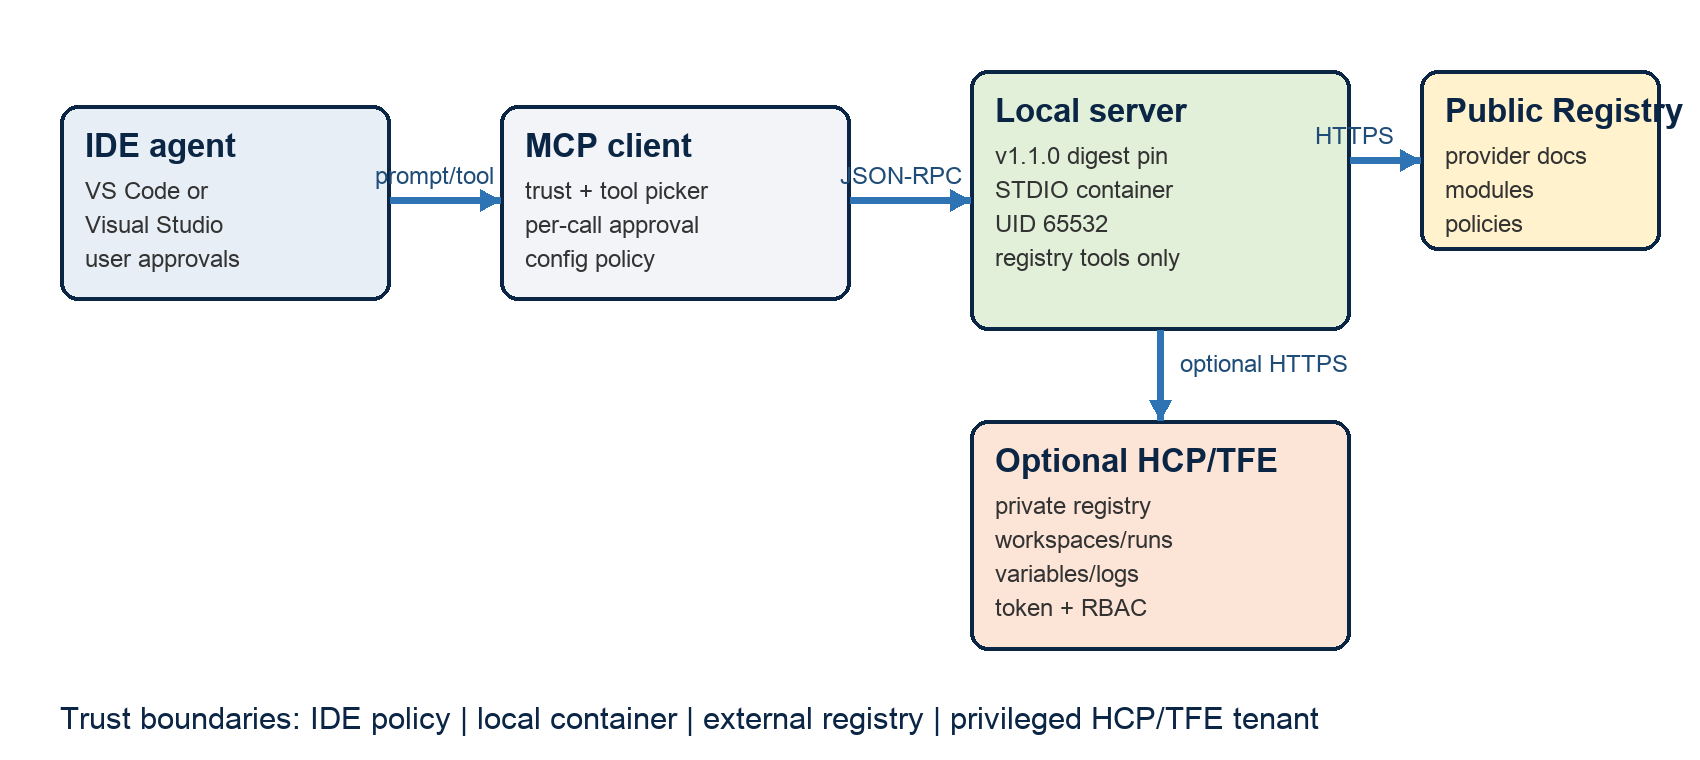 IDE agent
VS Code or
Visual Studio
user approvals
prompt/tool
MCP client
trust + tool picker
per-call approval
config policy
JSON-RPC
Local server
v1.1.0 digest pin
STDIO container
UID 65532
registry tools only
HTTPS
Public Registry
provider docs
modules
policies
optional HTTPS
Optional HCP/TFE
private registry
workspaces/runs
variables/logs
token + RBAC
Trust boundaries: IDE policy | local container | external registry | privileged HCP/TFE tenant